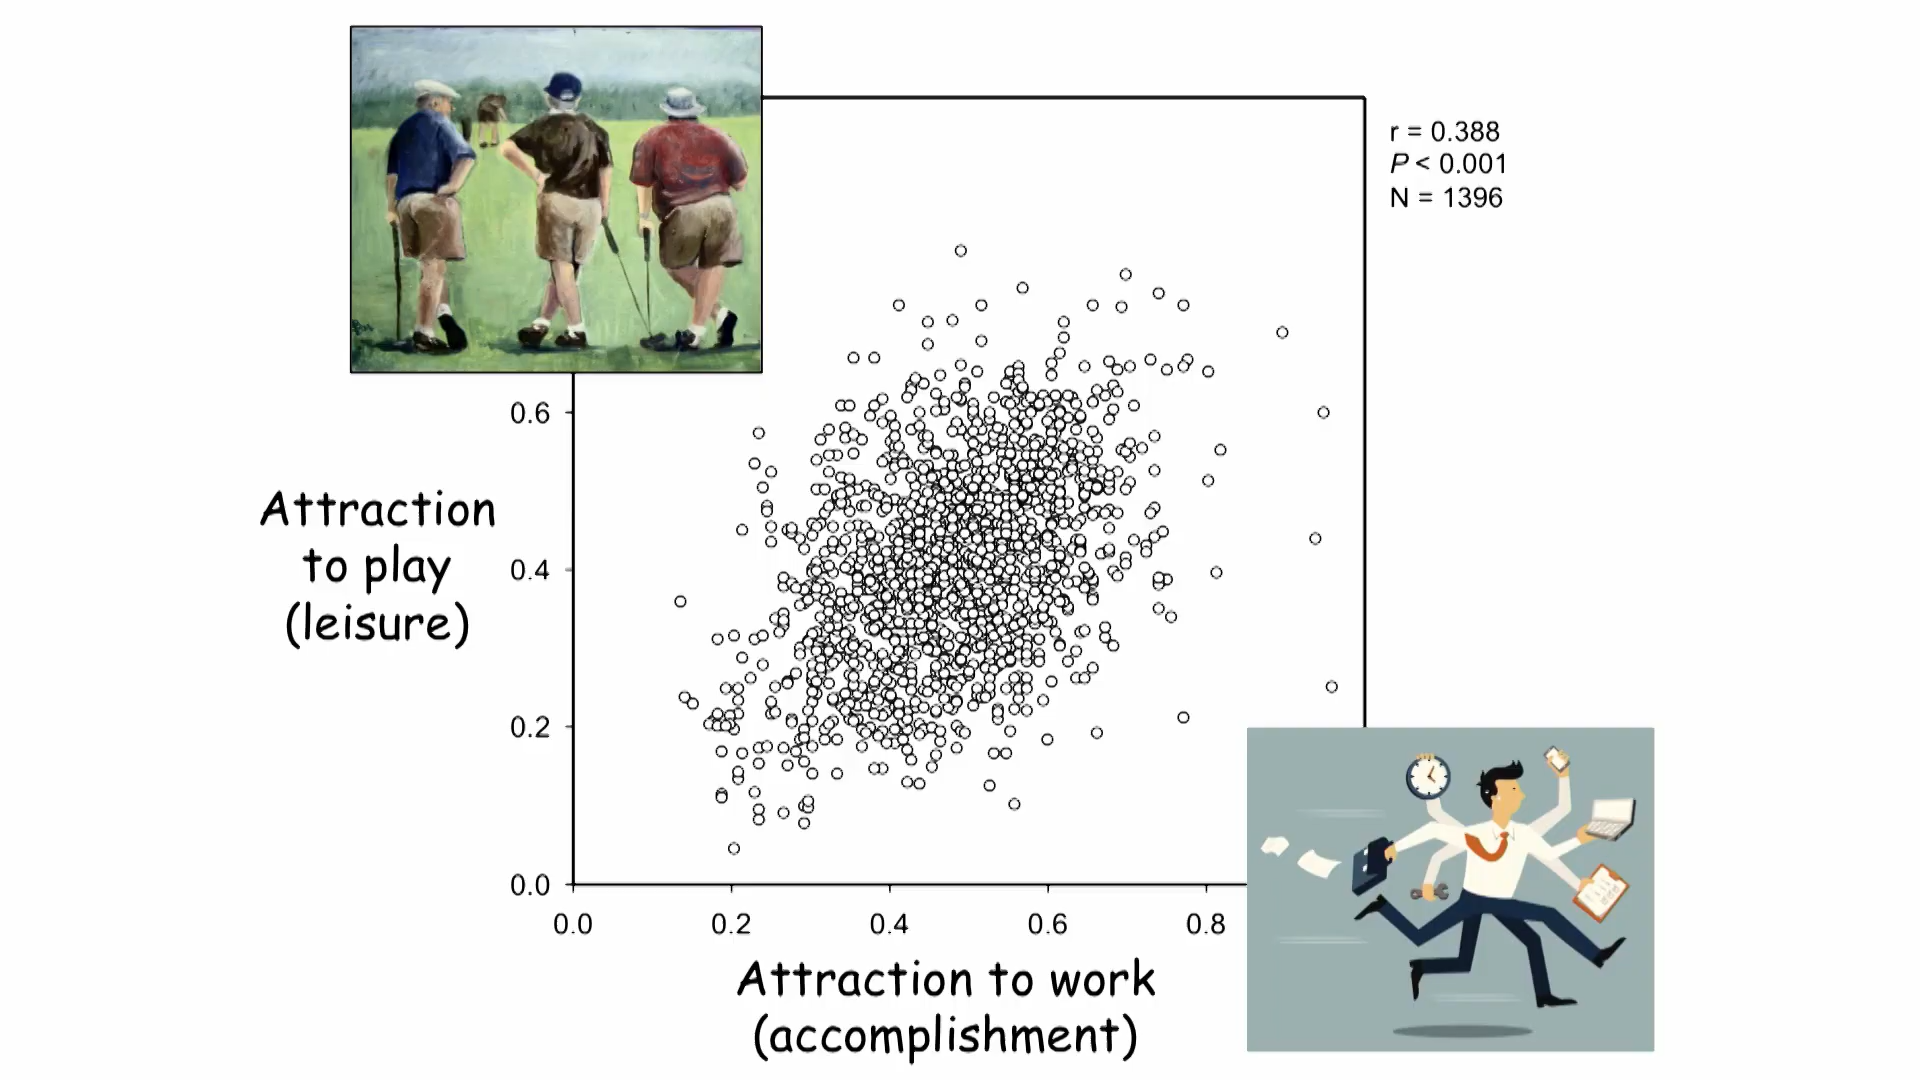 r = 0.388
P < 0.001
N = 1396
0.6
0.4
0.2
0.0
Attraction
to play
(leisure)
0.0 0.2 0.4 0.6 0.8
Attraction to work
(accomplishment)